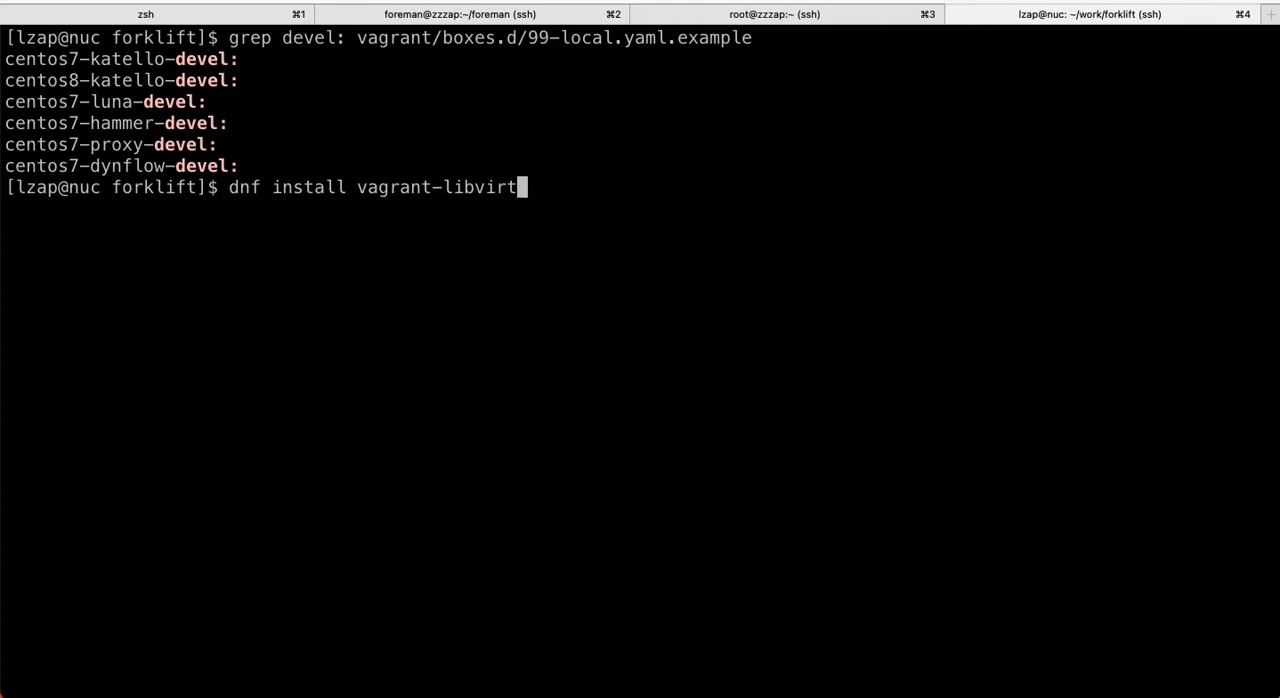 zsh ⌘1 foreman@zzzap:~/foreman (ssh) ⌘2 root@zzzap:~ (ssh) ⌘3 lzap@nuc: ~/work/forklift (ssh) ⌘4 +
[lzap@nuc forklift]$ grep devel: vagrant/boxes.d/99-local.yaml.example
centos7-katello-devel:
centos8-katello-devel:
centos7-luna-devel:
centos7-hammer-devel:
centos7-proxy-devel:
centos7-dynflow-devel:
[lzap@nuc forklift]$ dnf install vagrant-libvirt